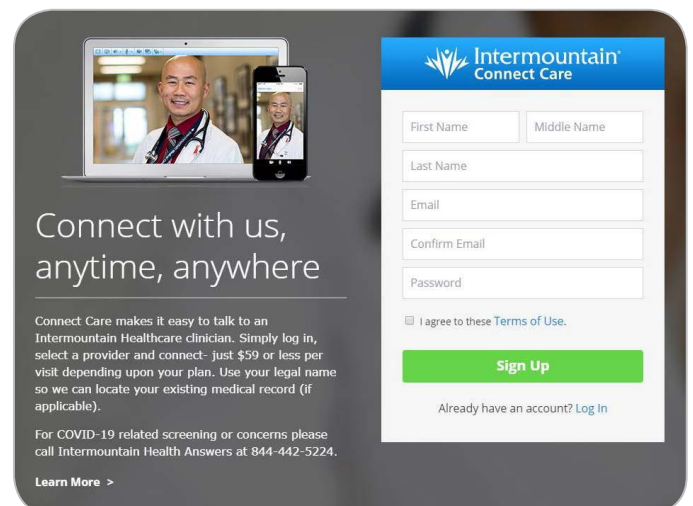 Connect with us,
anytime, anywhere
Connect Care makes it easy to talk to an
Intermountain Healthcare clinician. Simply log in,
select a provider and connect- just $59 or less per
visit depending upon your plan. Use your legal name
so we can locate your existing medical record (if
applicable).
For COVID-19 related screening or concerns please
call Intermountain Health Answers at 844-442-5224.
Learn More >
Intermountain®
Connect Care
First Name Middle Name
Last Name
Email
Confirm Email
Password
I agree to these Terms of Use.
Sign Up
Already have an account? Log In